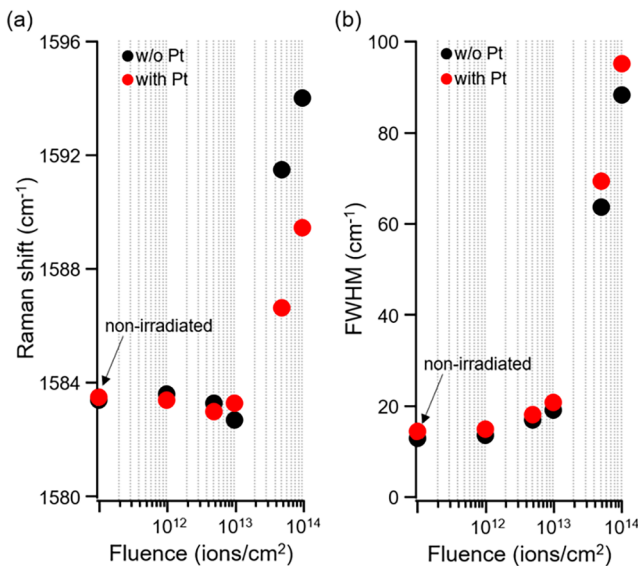 (a)
1596
1592
1588
1584
1580
Raman shift (cm⁻¹)
w/o Pt
with Pt
non-irradiated
10¹²
10¹³
10¹⁴
Fluence (ions/cm²)
(b)
100
80
60
40
20
0
FWHM (cm⁻¹)
w/o Pt
with Pt
non-irradiated
10¹²
10¹³
10¹⁴
Fluence (ions/cm²)